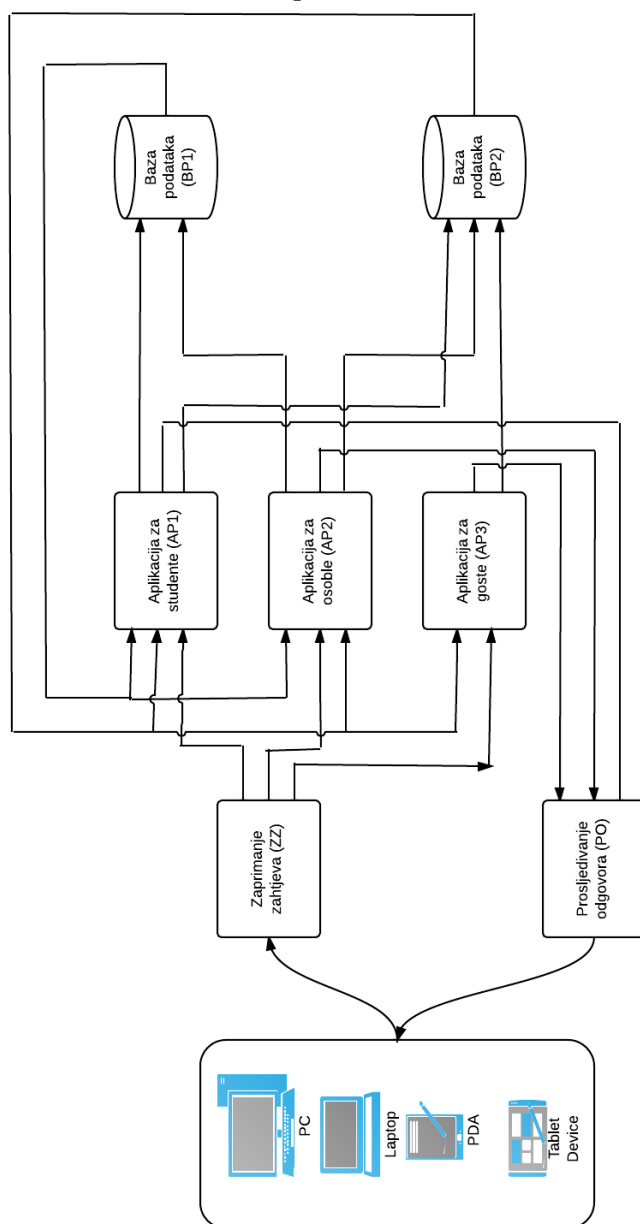 PC
Laptop
PDA
Tablet
Device
Zaprimanje
zahtjeva (ZZ)
Prosljeđivanje
odgovora (PO)
Aplikacija za
studente (AP1)
Aplikacija za
osoble (AP2)
Aplikacija za
goste (AP3)
Baza
podataka
(BP1)
Baza
podataka
(BP2)